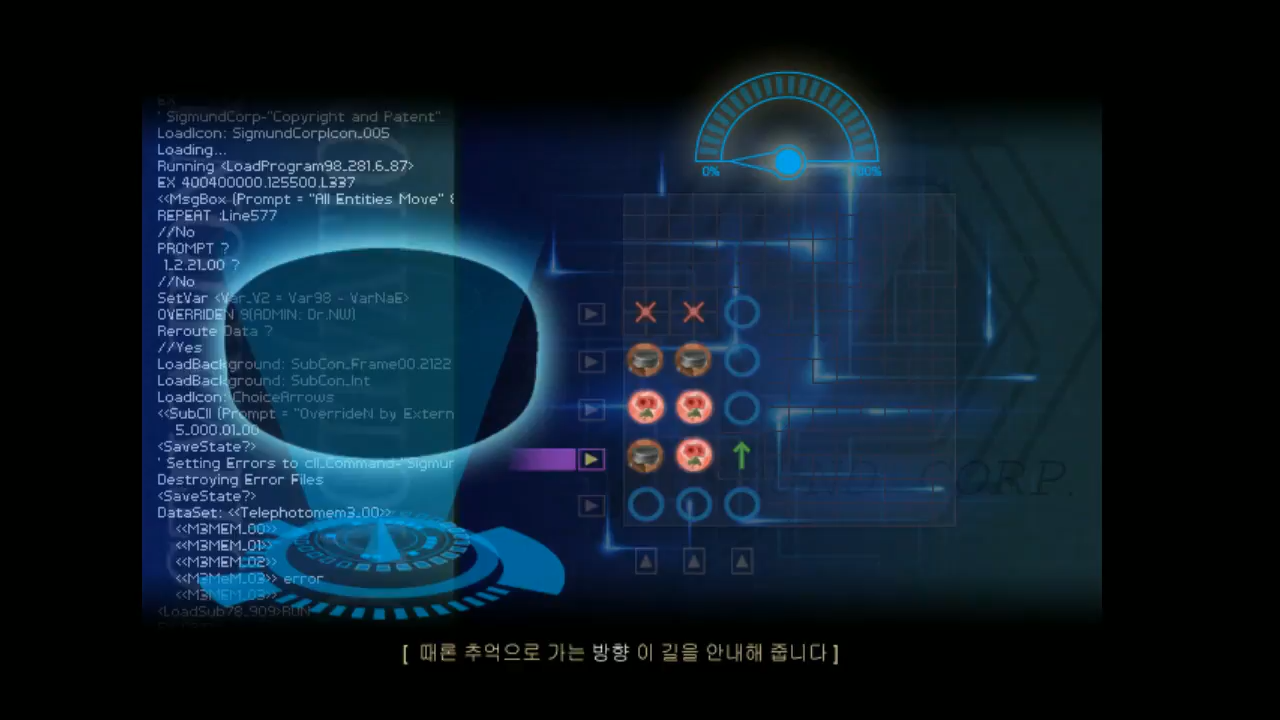 ' SigmundCorp-"Copyright and Patent"
LoadIcon: SigmundCorpIcon_005
Loading...
Running <LoadProgram98_281.6_87>
EX 400400000.125500.L337
<<MsgBox (Prompt = "All Entities Move" &
REPEAT :Line577
//No
PROMPT ?
1.2.21.00 ?
//No
SetVar <Var_V2 = Var98 - VarNaE>
OVERRIDEN 9(ADMIN: Dr.NW)
Reroute Data ?
//Yes
LoadBackground: SubCon_Frame00.2122
LoadBackground: SubCon_Int
LoadIcon: ChoiceArrows
<<SubCll (Prompt = "OverrideN by Extern
5_000.01.00
<SaveState?>
' Setting Errors to cll_Command-"Sigmur
Destroying Error Files
<SaveState?>
DataSet: <<Telephotomem3_00>>
<<M3MEM_00>>
<<M3MEM_01>>
<<M3MEM_02>>
<<M3MeM_03>> error
<<M3MEM_03>>
<LoadSub78_909>RUN
0%
100%
CORP.
[ 때론 추억으로 가는 방향 이 길을 안내해 줍니다 ]